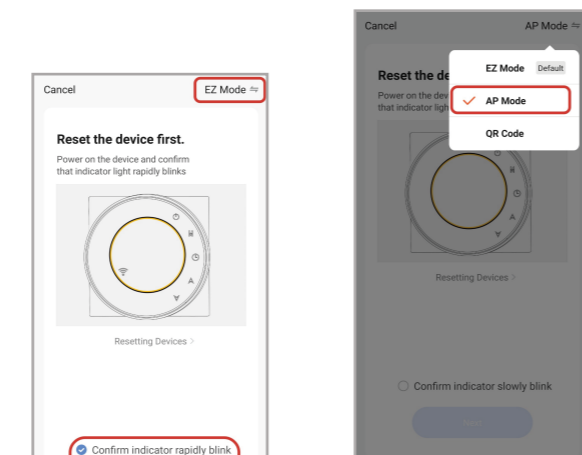 Cancel
EZ Mode
Reset the device first.
Power on the device and confirm
that indicator light rapidly blinks
Resetting Devices >
Confirm indicator rapidly blink
Cancel
AP Mode
EZ Mode Default
AP Mode
QR Code
Reset the de
Power on the dev
that indicator ligh
Resetting Devices >
Confirm indicator slowly blink